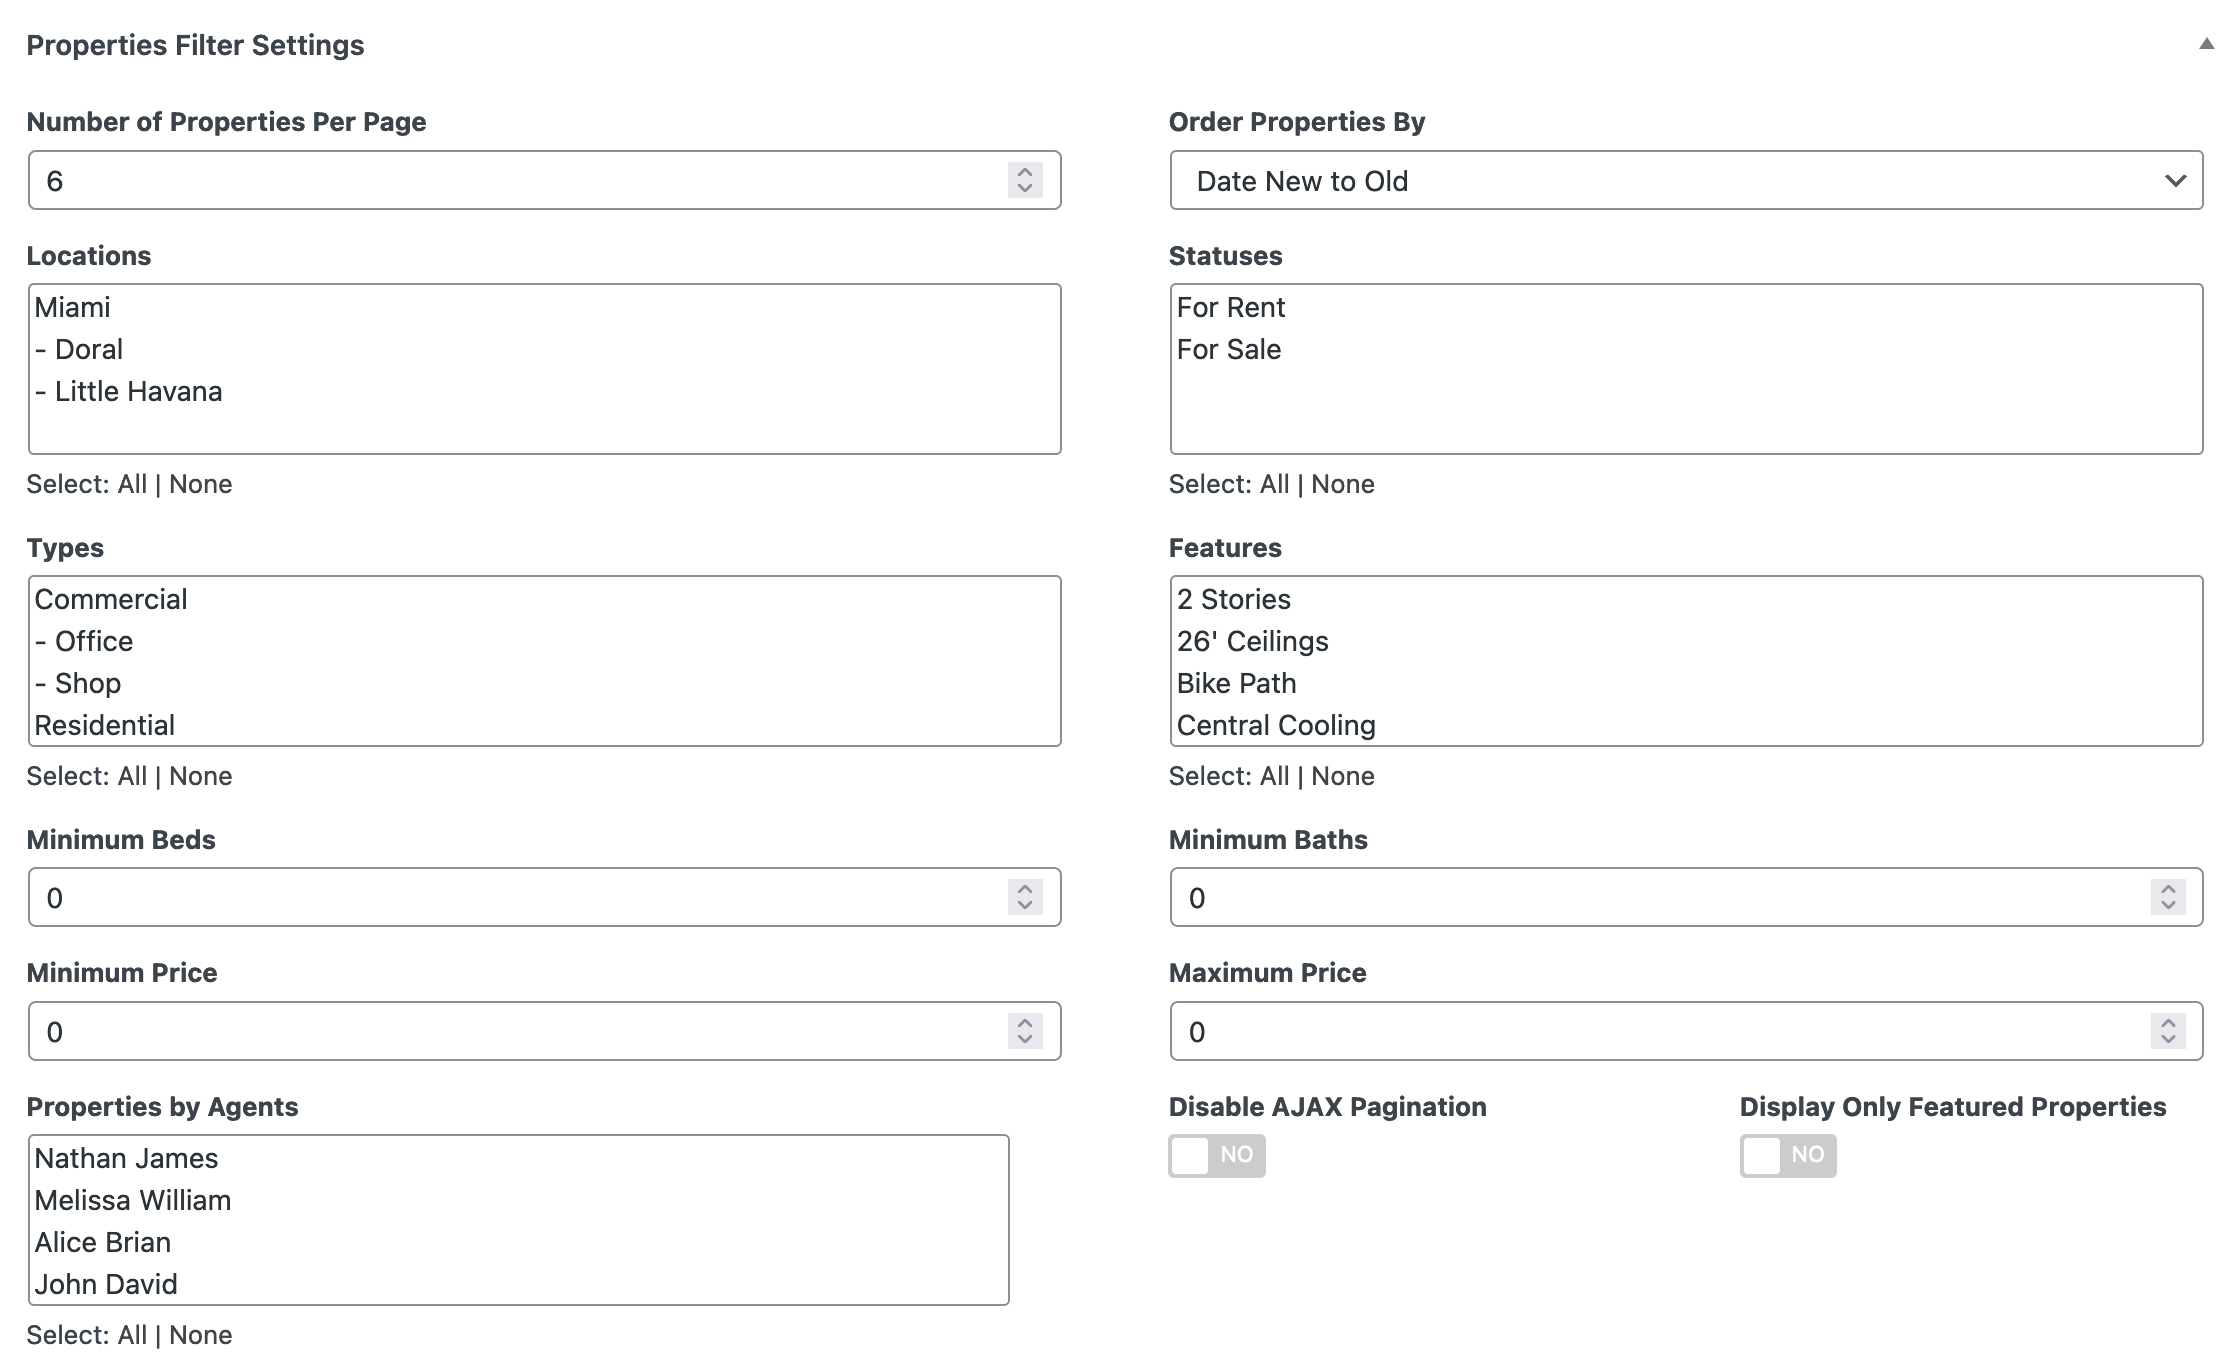 Properties Filter Settings
Number of Properties Per Page
6
Order Properties By
Date New to Old
Locations
Miami
- Doral
- Little Havana
Select: All | None
Statuses
For Rent
For Sale
Select: All | None
Types
Commercial
- Office
- Shop
Residential
Select: All | None
Features
2 Stories
26' Ceilings
Bike Path
Central Cooling
Select: All | None
Minimum Beds
0
Minimum Baths
0
Minimum Price
0
Maximum Price
0
Properties by Agents
Nathan James
Melissa William
Alice Brian
John David
Select: All | None
Disable AJAX Pagination
NO
Display Only Featured Properties
NO